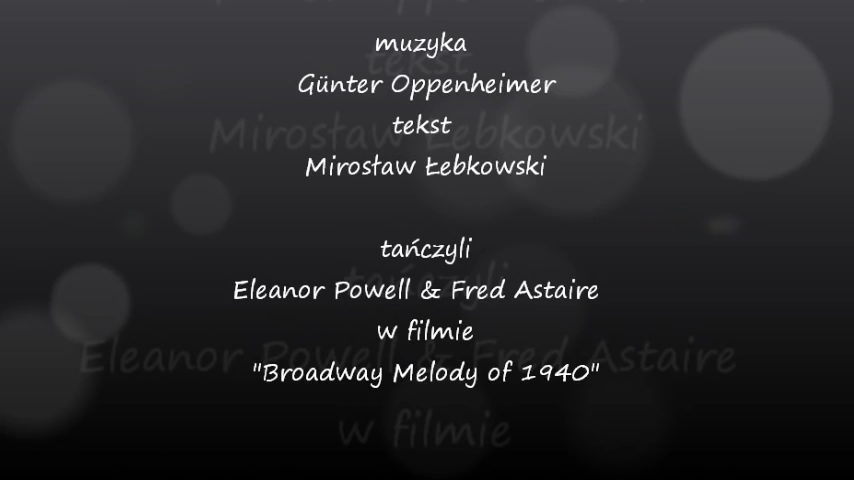 muzyka
Günter Oppenheimer
tekst
Mirosław Łebkowski
tańczyli
Eleanor Powell & Fred Astaire
w filmie
"Broadway Melody of 1940"